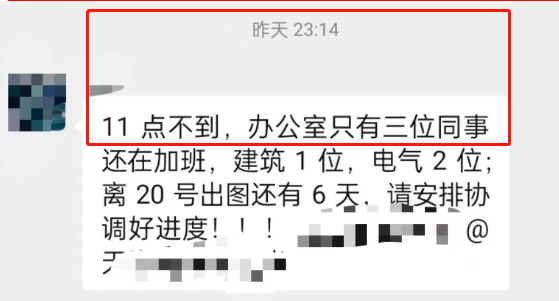 昨天 23:14
11 点不到，办公室只有三位同事
还在加班，建筑 1 位，电气 2 位；
离 20 号出图还有 6 天，请安排协
调好进度！！！ @